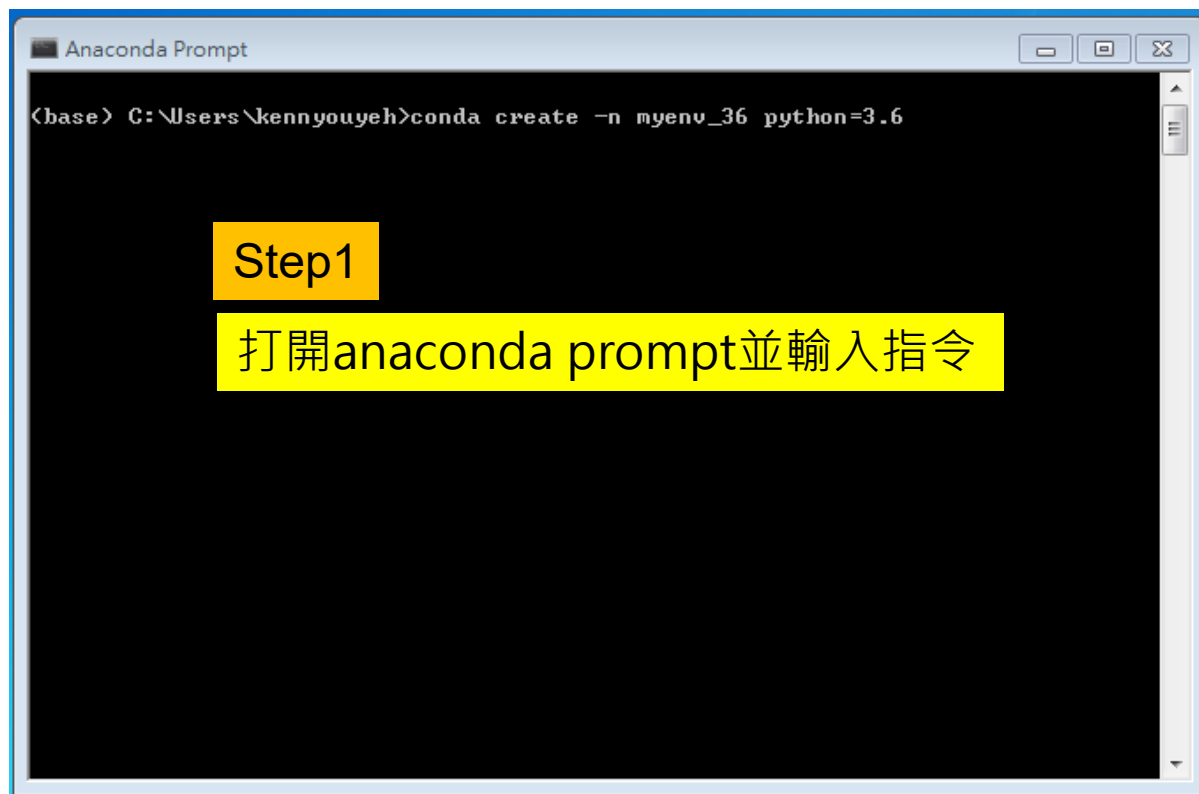 Anaconda Prompt
(base) C:\Users\kennyouyeh>conda create -n myenv_36 python=3.6
Step1
打開anaconda prompt並輸入指令